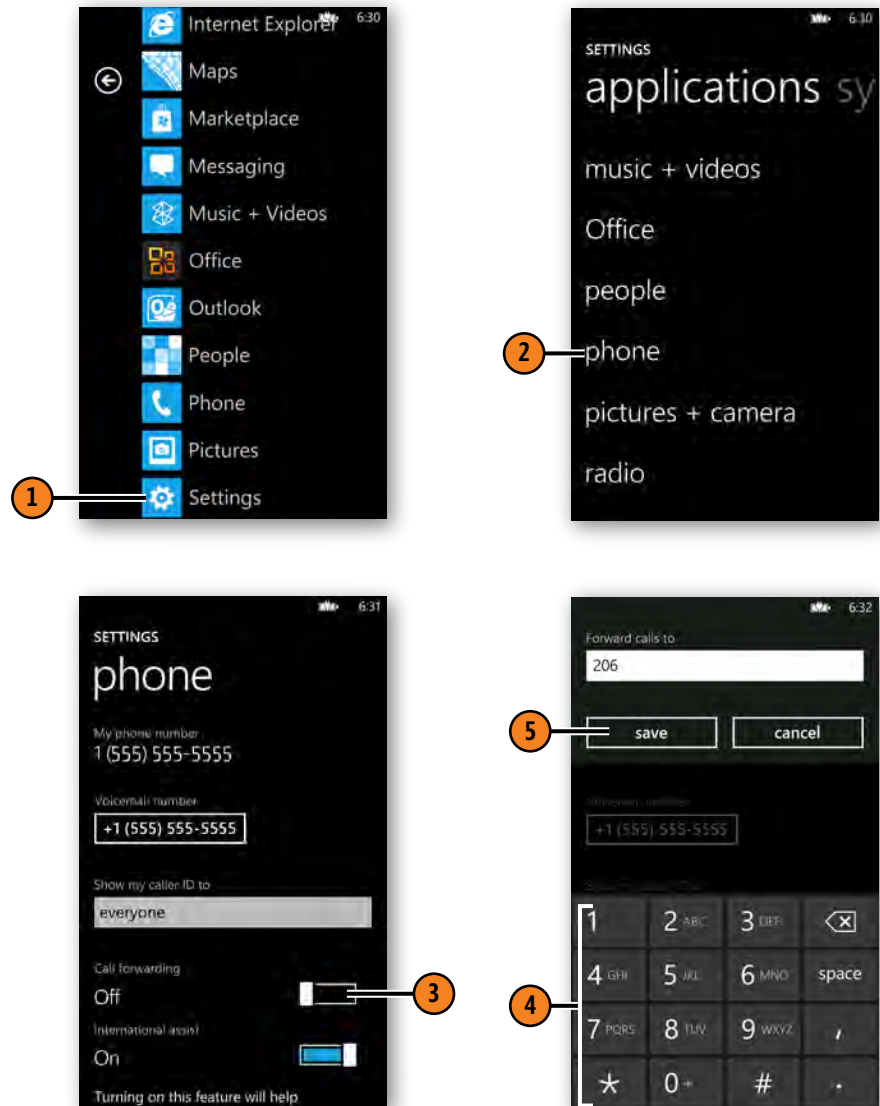 6:30
Internet Explorer
Maps
Marketplace
Messaging
Music + Videos
Office
Outlook
People
Phone
Pictures
1
Settings
6:30
SETTINGS
applications sy
music + videos
Office
people
2
phone
pictures + camera
radio
6:31
SETTINGS
phone
My phone number
1 (555) 555-5555
Voicemail number
+1 (555) 555-5555
Show my caller ID to
everyone
Call forwarding
Off
3
International assist
On
Turning on this feature will help
6:32
Forward calls to
206
5
save cancel
Voicemail number
+1 (555) 555-5555
1 2 ABC 3 DEF
4 GHI 5 JKL 6 MNO space
4
7 PQRS 8 TUV 9 WXYZ ,
* 0 + # .